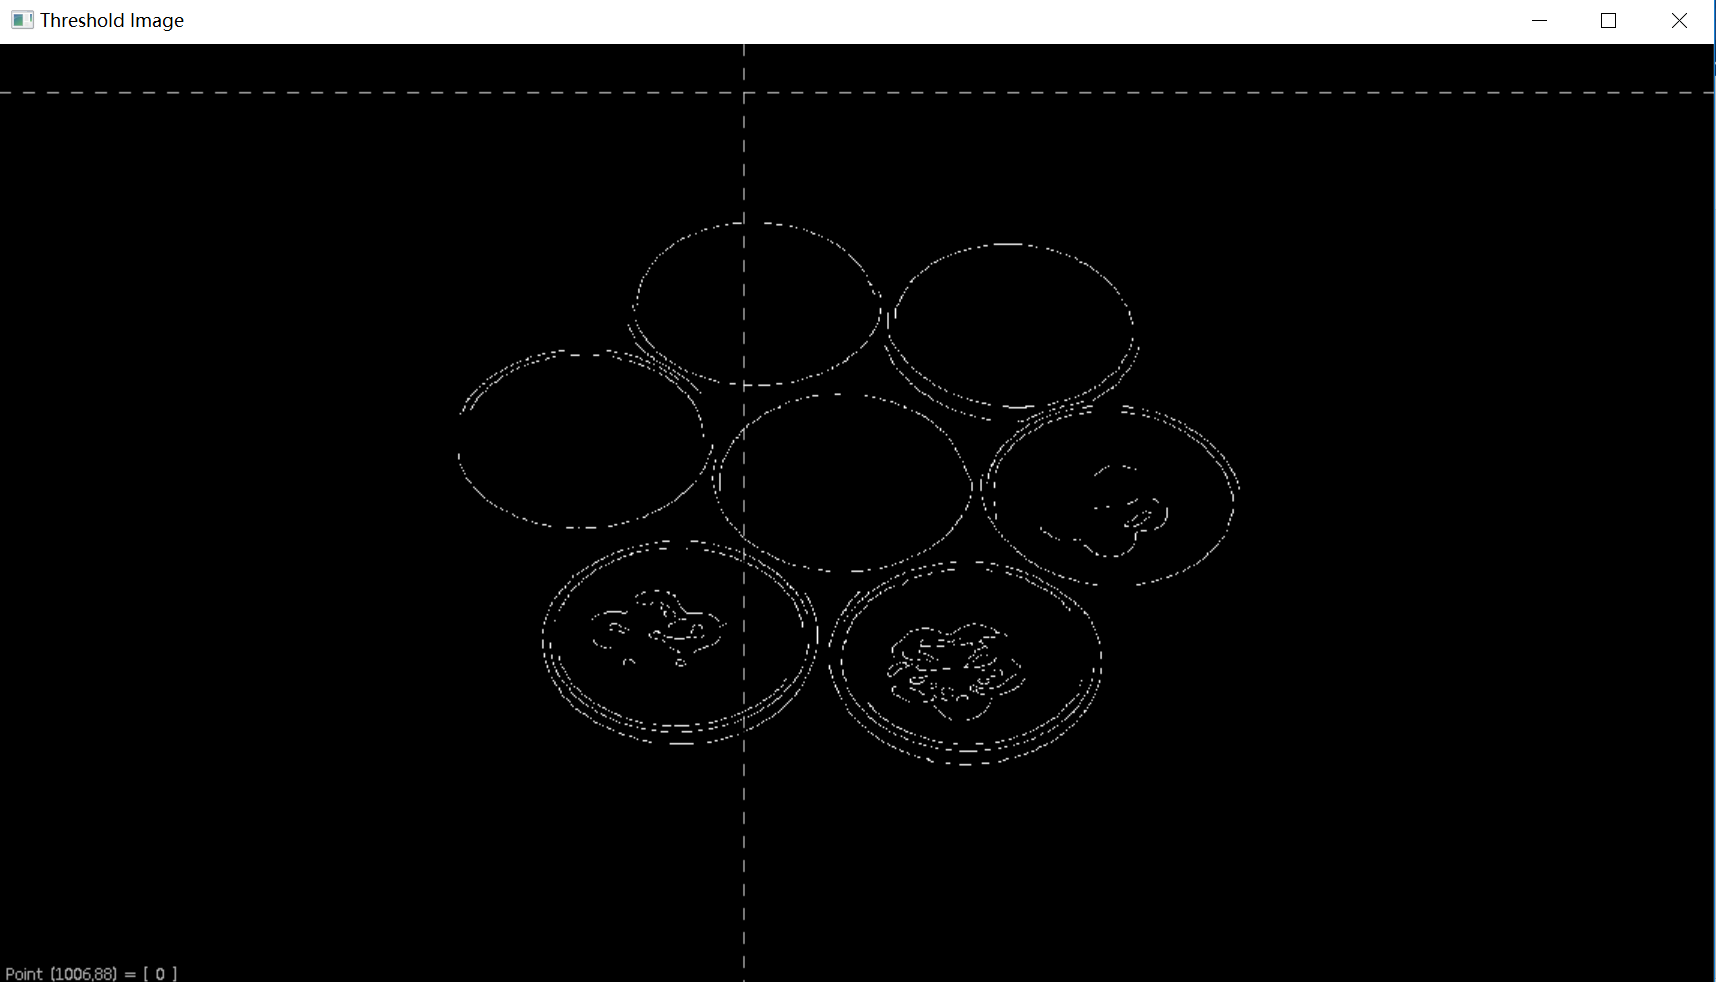 Threshold Image
Point (1006,88) = [ 0 ]